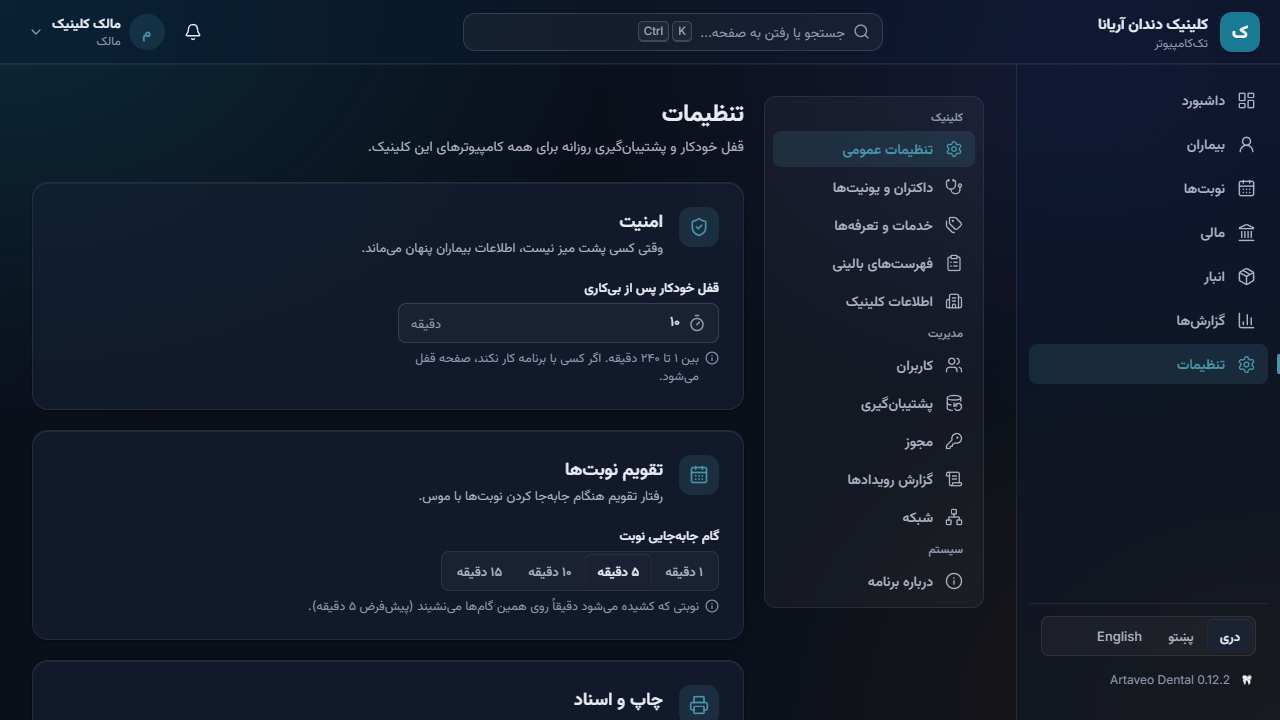 کلینیک دندان آریانا
تک‌کامپیوتر
ک
جستجو یا رفتن به صفحه... Ctrl K
مالک کلینیک
مالک
م
داشبورد
بیماران
نوبت‌ها
مالی
انبار
گزارش‌ها
تنظیمات
دری پښتو English
Artaveo Dental 0.12.2
کلینیک
تنظیمات عمومی
داکتران و یونیت‌ها
خدمات و تعرفه‌ها
فهرست‌های بالینی
اطلاعات کلینیک
مدیریت
کاربران
پشتیبان‌گیری
مجوز
گزارش رویدادها
شبکه
سیستم
درباره برنامه
تنظیمات
قفل خودکار و پشتیبان‌گیری روزانه برای همه کامپیوترهای این کلینیک.
امنیت
وقتی کسی پشت میز نیست، اطلاعات بیماران پنهان می‌ماند.
قفل خودکار پس از بی‌کاری
۱۰ دقیقه
بین ۱ تا ۲۴۰ دقیقه. اگر کسی با برنامه کار نکند، صفحه قفل
می‌شود.
تقویم نوبت‌ها
رفتار تقویم هنگام جابه‌جا کردن نوبت‌ها با موس.
گام جابه‌جایی نوبت
۱ دقیقه ۵ دقیقه ۱۰ دقیقه ۱۵ دقیقه
نوبتی که کشیده می‌شود دقیقاً روی همین گام‌ها می‌نشیند (پیش‌فرض ۵ دقیقه).
چاپ و اسناد